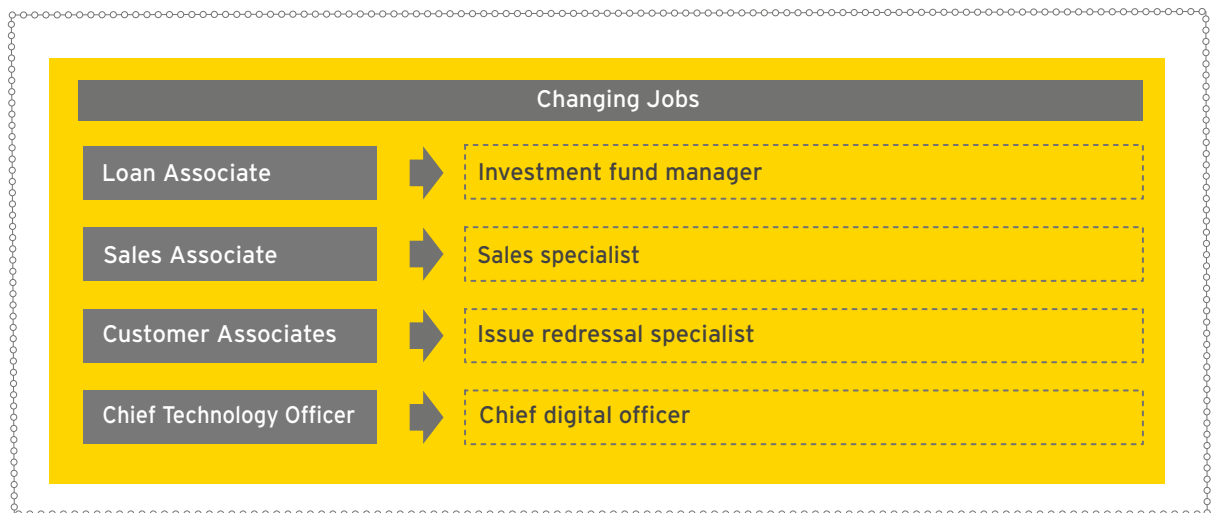 Changing Jobs
Loan Associate
Investment fund manager
Sales Associate
Sales specialist
Customer Associates
Issue redressal specialist
Chief Technology Officer
Chief digital officer